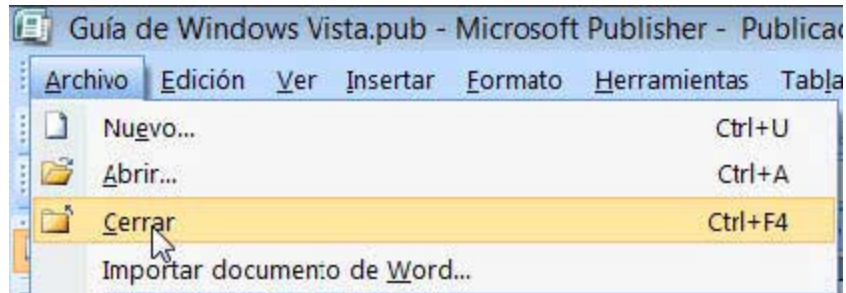 Guía de Windows Vista.pub - Microsoft Publisher - Publicac
Archivo Edición Ver Insertar Formato Herramientas Tabla
Nuevo... Ctrl+U
Abrir... Ctrl+A
Cerrar Ctrl+F4
Importar documento de Word...